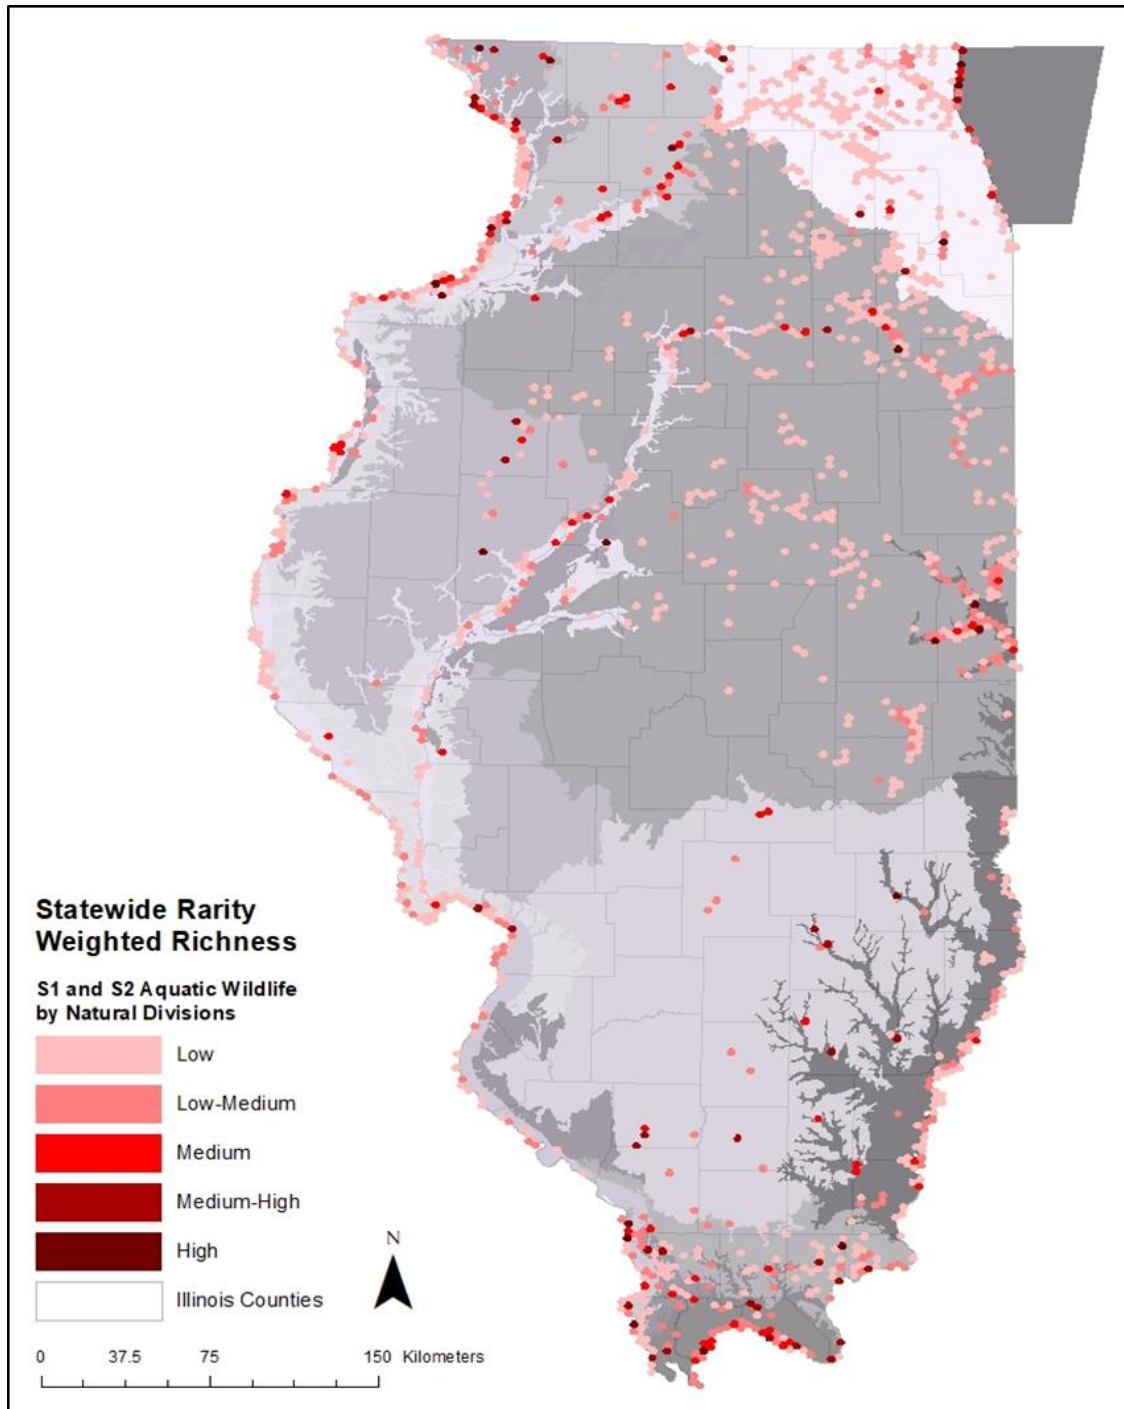 Statewide Rarity
Weighted Richness
S1 and S2 Aquatic Wildlife
by Natural Divisions
Low
Low-Medium
Medium
Medium-High
High
Illinois Counties
N
0 37.5 75 150 Kilometers